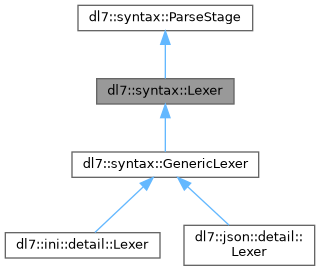 dl7::syntax::ParseStage
dl7::syntax::Lexer
dl7::syntax::GenericLexer
dl7::ini::detail::Lexer
dl7::json::detail::
Lexer